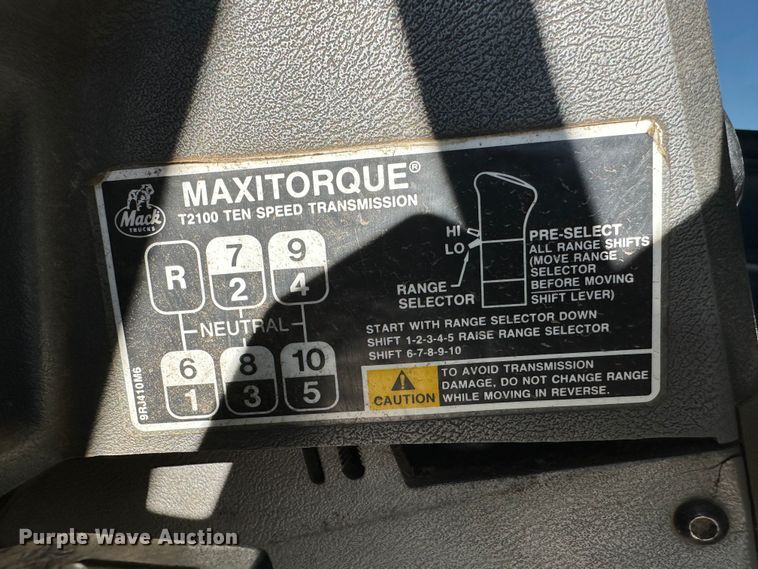 MAXITORQUE®
T2100 TEN SPEED TRANSMISSION
Mack
TRUCKS
R
7
2
9
4
NEUTRAL
6
1
8
3
10
5
9RJ410M6
HI
LO
RANGE
SELECTOR
PRE-SELECT
ALL RANGE SHIFTS
(MOVE RANGE
SELECTOR
BEFORE MOVING
SHIFT LEVER)
START WITH RANGE SELECTOR DOWN
SHIFT 1-2-3-4-5 RAISE RANGE SELECTOR
SHIFT 6-7-8-9-10
CAUTION
TO AVOID TRANSMISSION
DAMAGE, DO NOT CHANGE RANGE
WHILE MOVING IN REVERSE.
Purple Wave Auction